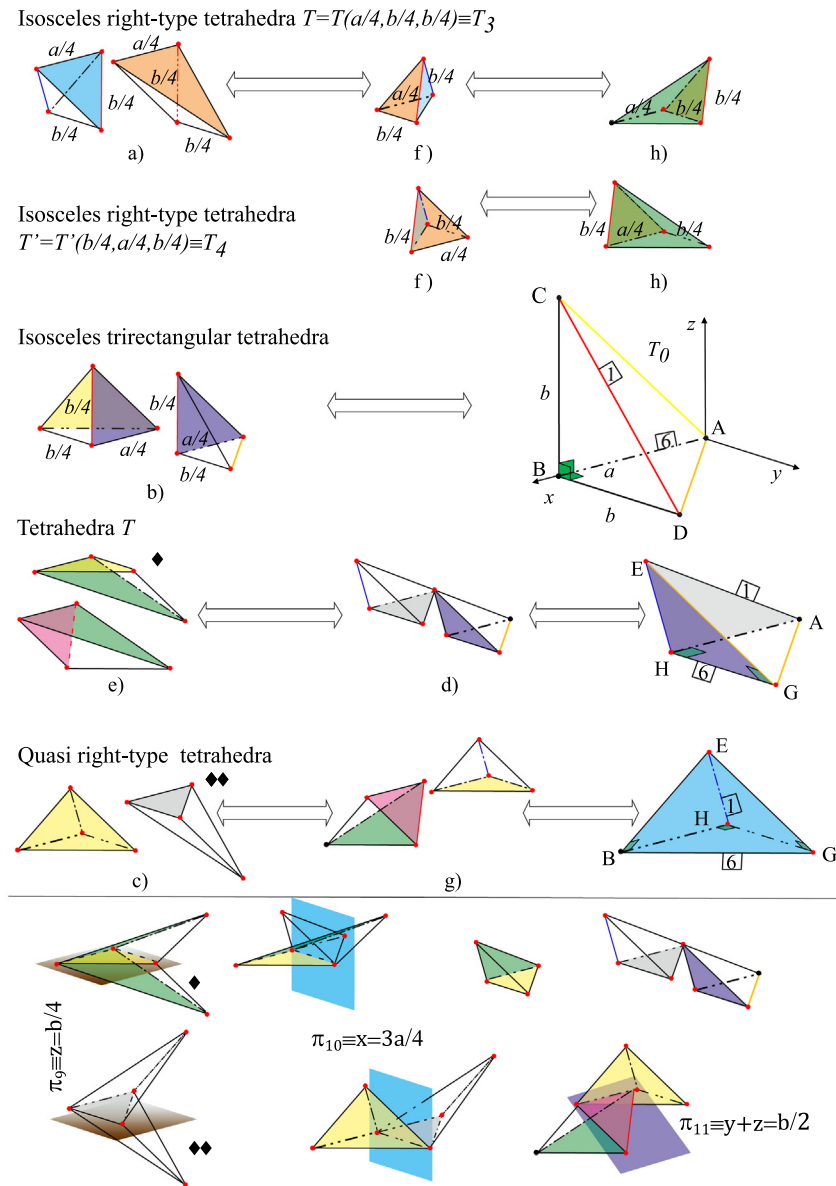 Isosceles right-type tetrahedra T=T(a/4,b/4,b/4)≡T₃
a/4 a/4
b/4 b/4 b/4
a/4 b/4 a/4 b/4 b/4
b/4 b/4 b/4
a) f ) h)
Isosceles right-type tetrahedra
T'=T'(b/4,a/4,b/4)≡T₄
b/4 b/4 a/4
b/4 a/4 b/4
f ) h)
Isosceles trirectangular tetrahedra
b/4 b/4 a/4
b/4 a/4 b/4
b)
C z
T₀
1
b
6 A
B a
x y
b
D
Tetrahedra T
♦
E
1
A
H
6
G
e) d)
Quasi right-type tetrahedra
♦♦
E
1
H
B G
6
c) g)
♦
π₉≡z=b/4
π₁₀≡x=3a/4
π₁₁≡y+z=b/2
♦♦